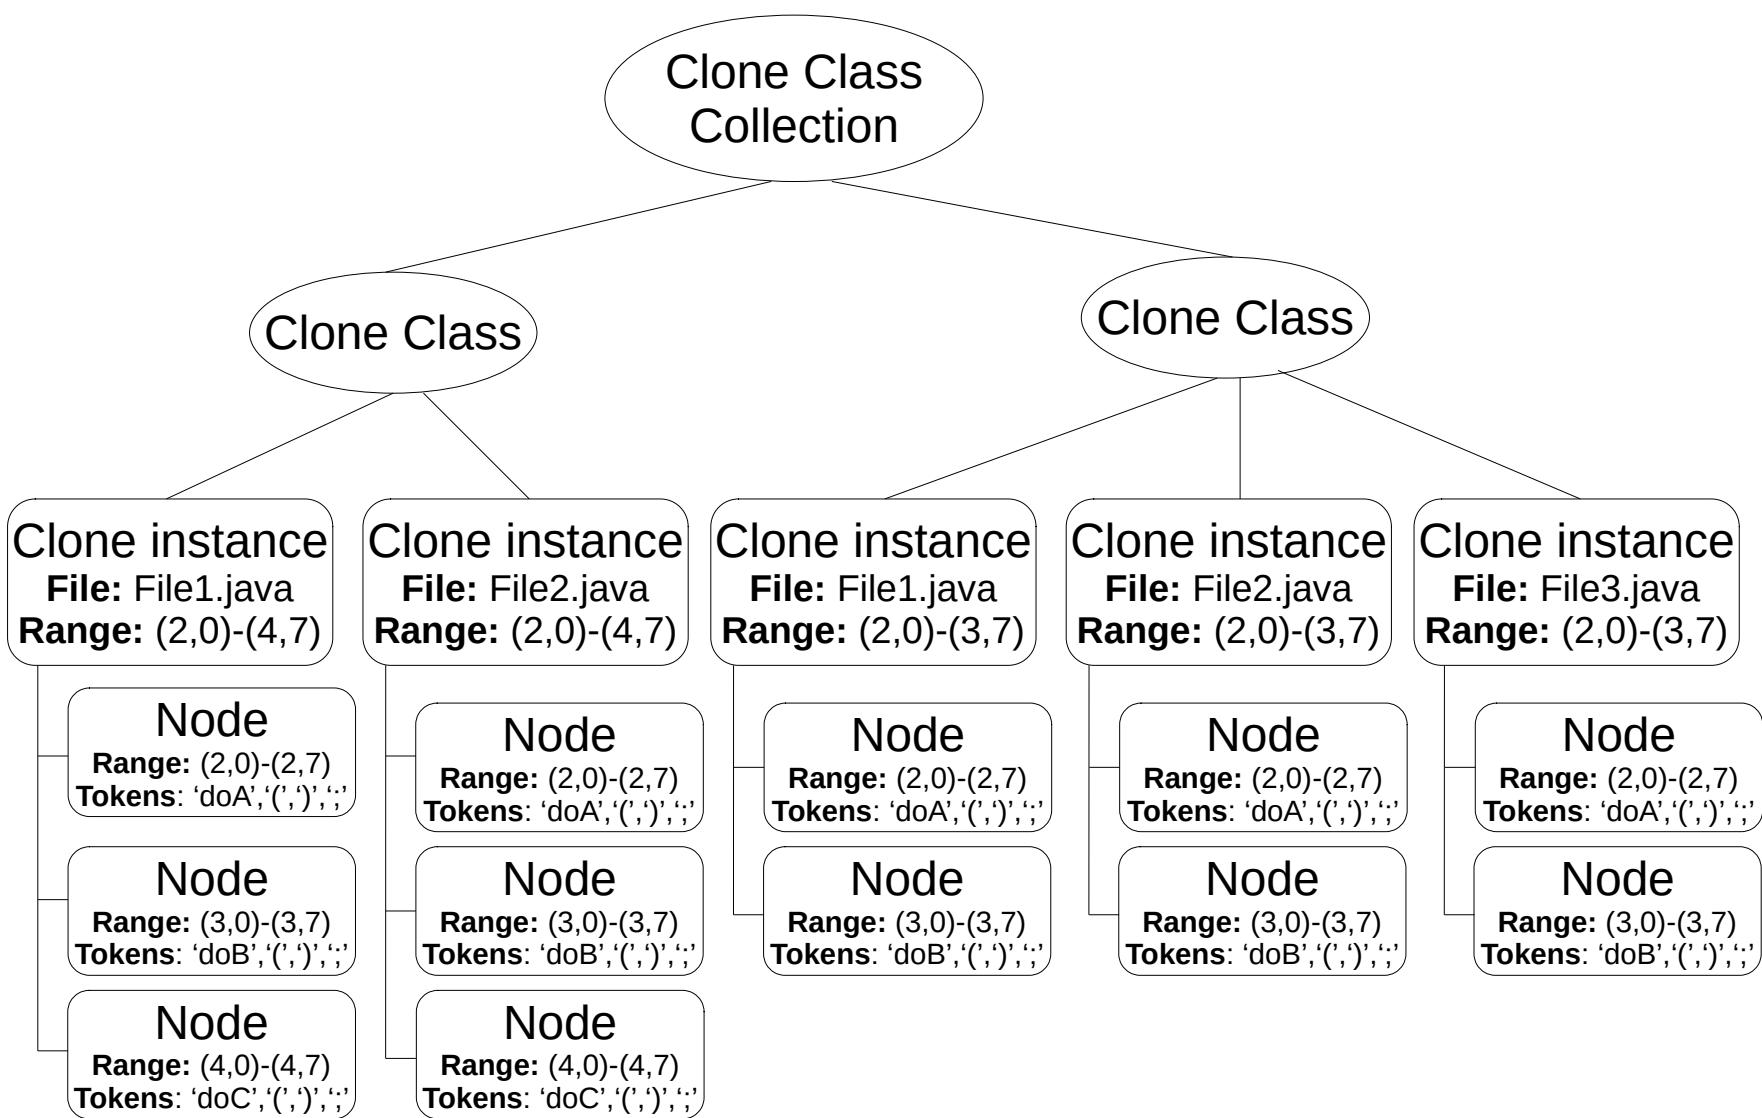 Clone Class
Collection
Clone Class
Clone Class
Clone instance
File: File1.java
Range: (2,0)-(4,7)
Node
Range: (2,0)-(2,7)
Tokens: ‘doA’,‘(’,‘)’,‘;’
Node
Range: (3,0)-(3,7)
Tokens: ‘doB’,‘(’,‘)’,‘;’
Node
Range: (4,0)-(4,7)
Tokens: ‘doC’,‘(’,‘)’,‘;’
Clone instance
File: File2.java
Range: (2,0)-(4,7)
Node
Range: (2,0)-(2,7)
Tokens: ‘doA’,‘(’,‘)’,‘;’
Node
Range: (3,0)-(3,7)
Tokens: ‘doB’,‘(’,‘)’,‘;’
Node
Range: (4,0)-(4,7)
Tokens: ‘doC’,‘(’,‘)’,‘;’
Clone instance
File: File1.java
Range: (2,0)-(3,7)
Node
Range: (2,0)-(2,7)
Tokens: ‘doA’,‘(’,‘)’,‘;’
Node
Range: (3,0)-(3,7)
Tokens: ‘doB’,‘(’,‘)’,‘;’
Clone instance
File: File2.java
Range: (2,0)-(3,7)
Node
Range: (2,0)-(2,7)
Tokens: ‘doA’,‘(’,‘)’,‘;’
Node
Range: (3,0)-(3,7)
Tokens: ‘doB’,‘(’,‘)’,‘;’
Clone instance
File: File3.java
Range: (2,0)-(3,7)
Node
Range: (2,0)-(2,7)
Tokens: ‘doA’,‘(’,‘)’,‘;’
Node
Range: (3,0)-(3,7)
Tokens: ‘doB’,‘(’,‘)’,‘;’